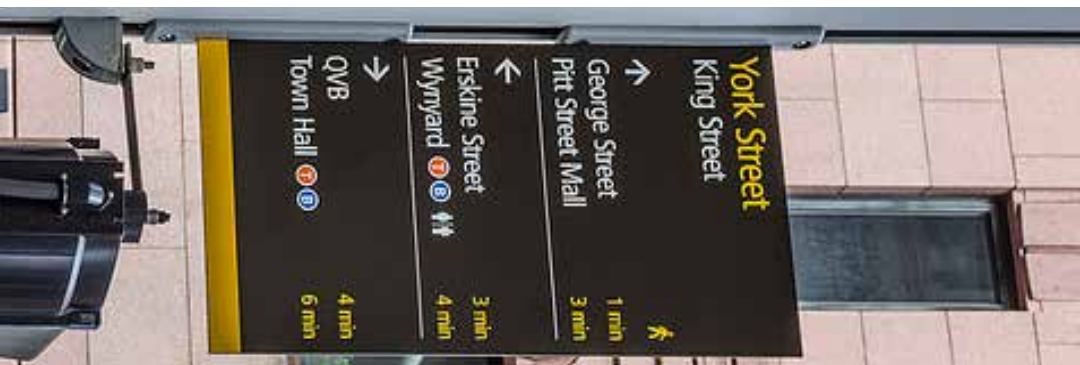 York Street
King Street
George Street 1 min
Pitt Street Mall 3 min
Erskine Street 3 min
Wynyard T B 4 min
QVB 4 min
Town Hall T B 6 min